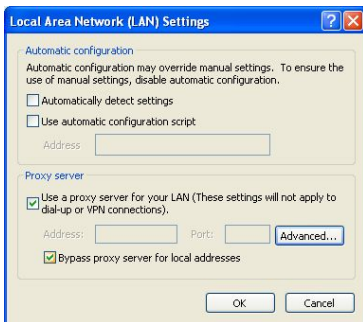 Local Area Network (LAN) Settings
Automatic configuration
Automatic configuration may override manual settings. To ensure the
use of manual settings, disable automatic configuration.
Automatically detect settings
Use automatic configuration script
Address
Proxy server
Use a proxy server for your LAN (These settings will not apply to
dial-up or VPN connections).
Address: Port: Advanced...
Bypass proxy server for local addresses
OK Cancel